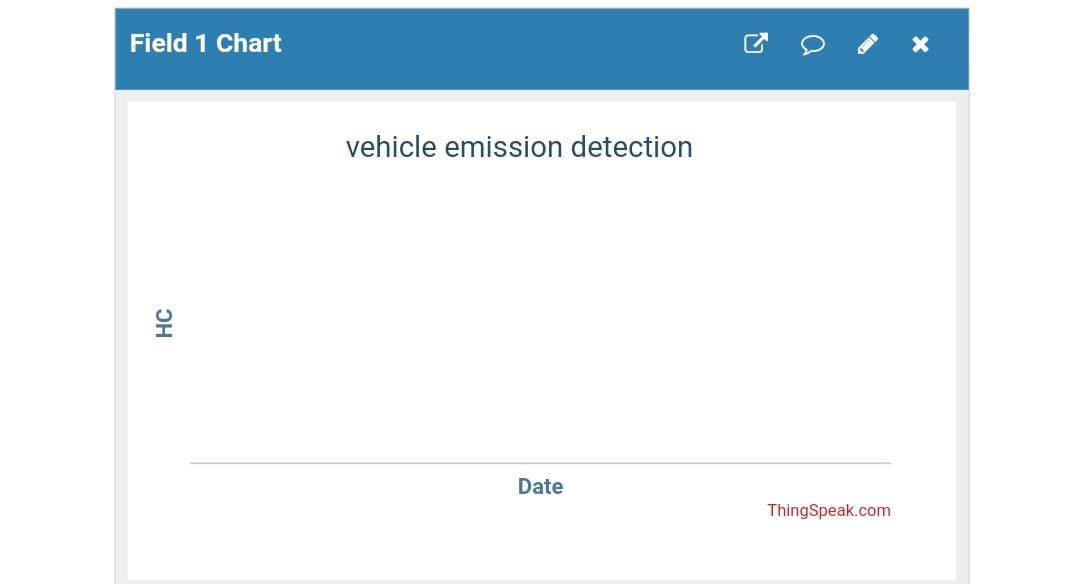 Field 1 Chart
vehicle emission detection
HC
Date
ThingSpeak.com